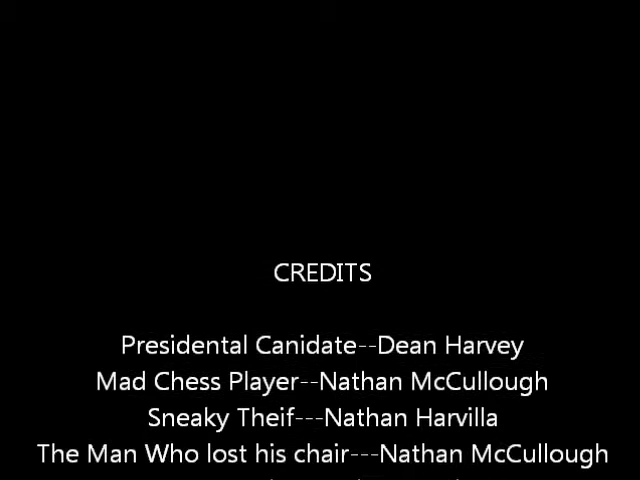 CREDITS
Presidental Canidate--Dean Harvey
Mad Chess Player--Nathan McCullough
Sneaky Theif---Nathan Harvilla
The Man Who lost his chair---Nathan McCullough